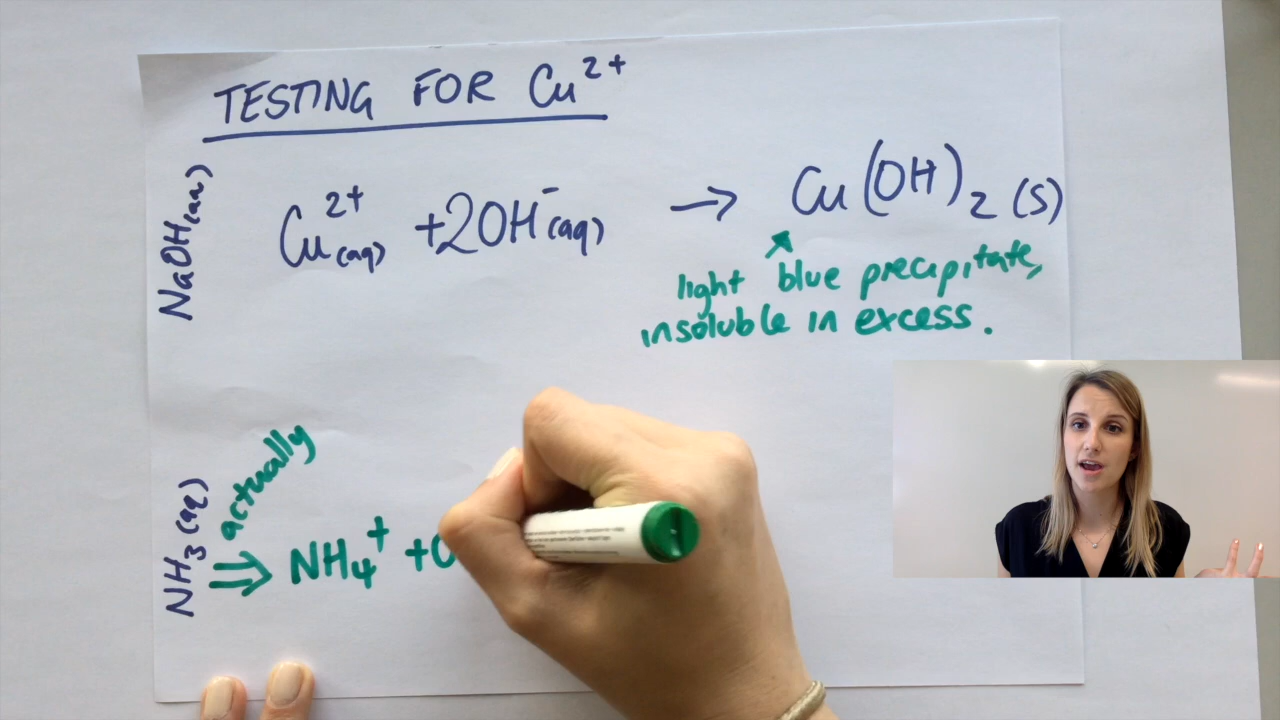 TESTING FOR Cu²⁺
NaOH(aq)
Cu²⁺(aq) + 2OH⁻(aq) → Cu(OH)₂ (s)
light blue precipitate,
insoluble in excess.
NH₃(aq)
actually
NH₄⁺ +